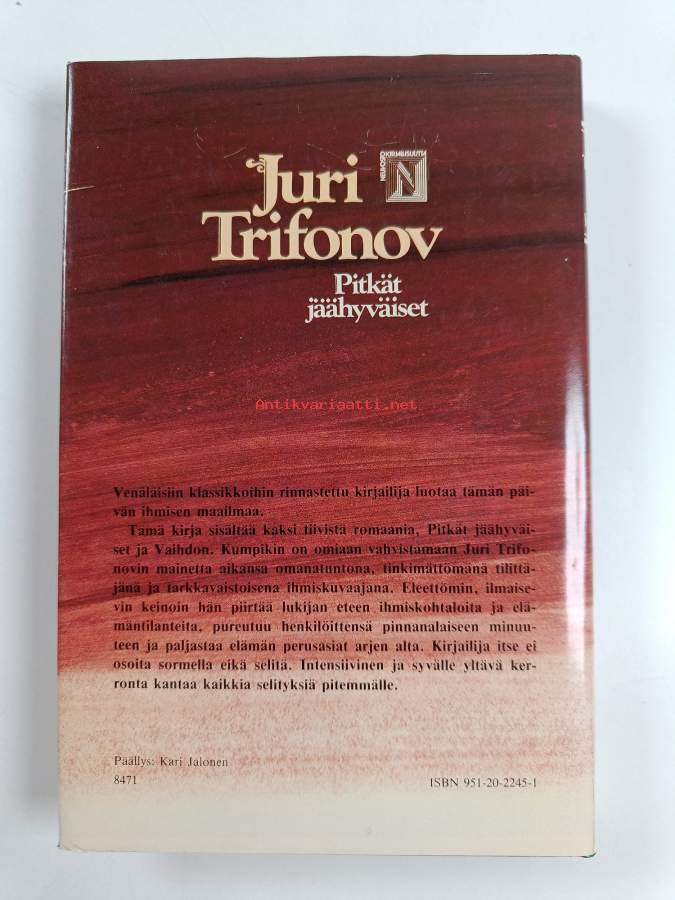 Juri
NEUVOSTOKIRJALLISUUTTA
N
Trifonov
Pitkät
jäähyväiset
Antikvariaatti.net
Venäläisiin klassikkoihin rinnastettu kirjailija luotaa tämän päi-
vän ihmisen maailmaa.
Tämä kirja sisältää kaksi tiivistä romaania, Pitkät jäähyväi-
set ja Vaihdon. Kumpikin on omiaan vahvistamaan Juri Trifo-
novin mainetta aikansa omanatuntona, tinkimättömänä tilittä-
jänä ja tarkkavaistoisena ihmiskuvaajana. Eleettömin, ilmaise-
vin keinoin hän piirtää lukijan eteen ihmiskohtaloita ja elä-
mäntilanteita, pureutuu henkilöittensä pinnanalaiseen minuu-
teen ja paljastaa elämän perusasiat arjen alta. Kirjailija itse ei
osoita sormella eikä selitä. Intensiivinen ja syvälle yltävä ker-
ronta kantaa kaikkia selityksiä pitemmälle.
Päällys: Kari Jalonen
8471
ISBN 951-20-2245-1